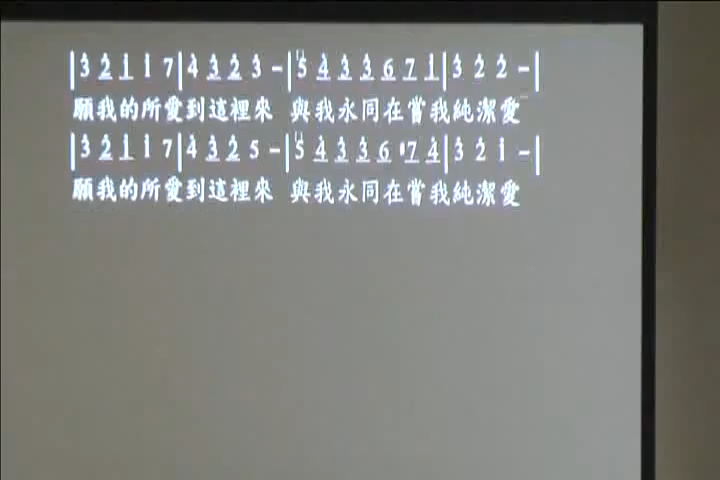 |3 2 1 1 7|4 3 2 3 -|5 4 3 3 6 7 1|3 2 2 -|
願我的所愛到這裡來 與我永同在嘗我純潔愛
|3 2 1 1 7|4 3 2 5 -|5 4 3 3 6 #7 4|3 2 1 -|
願我的所愛到這裡來 與我永同在嘗我純潔愛